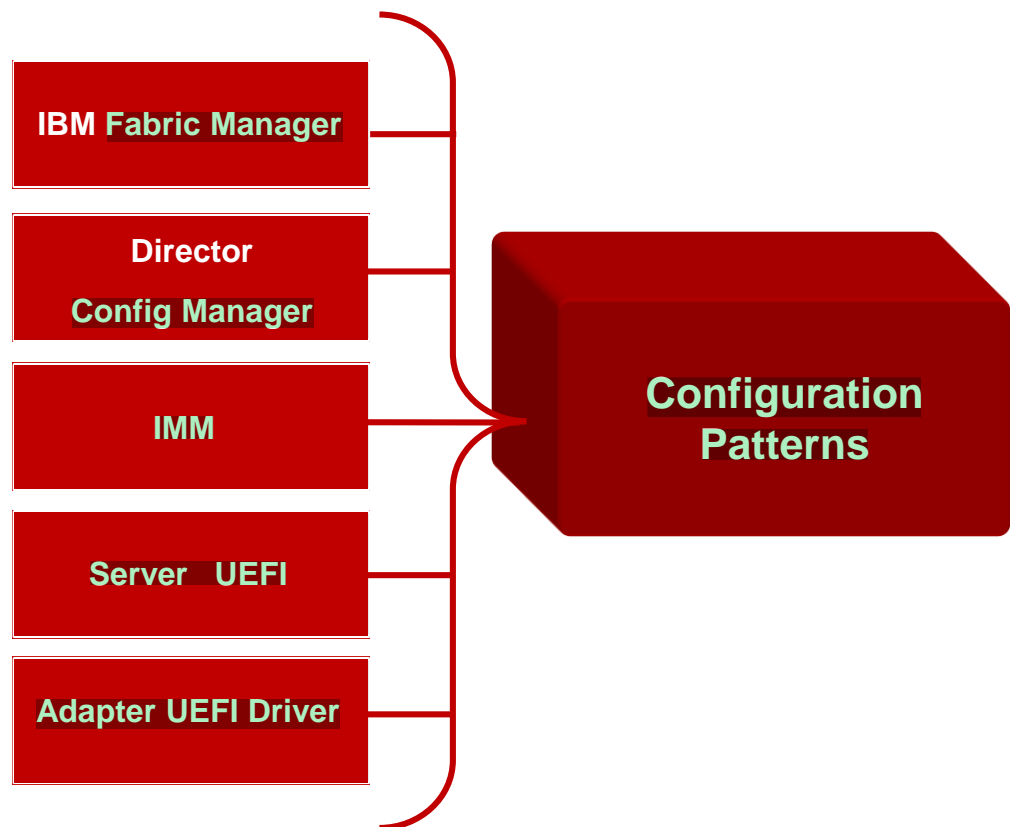 IBM Fabric Manager
Director
Config Manager
IMM
Server UEFI
Adapter UEFI Driver
Configuration
Patterns